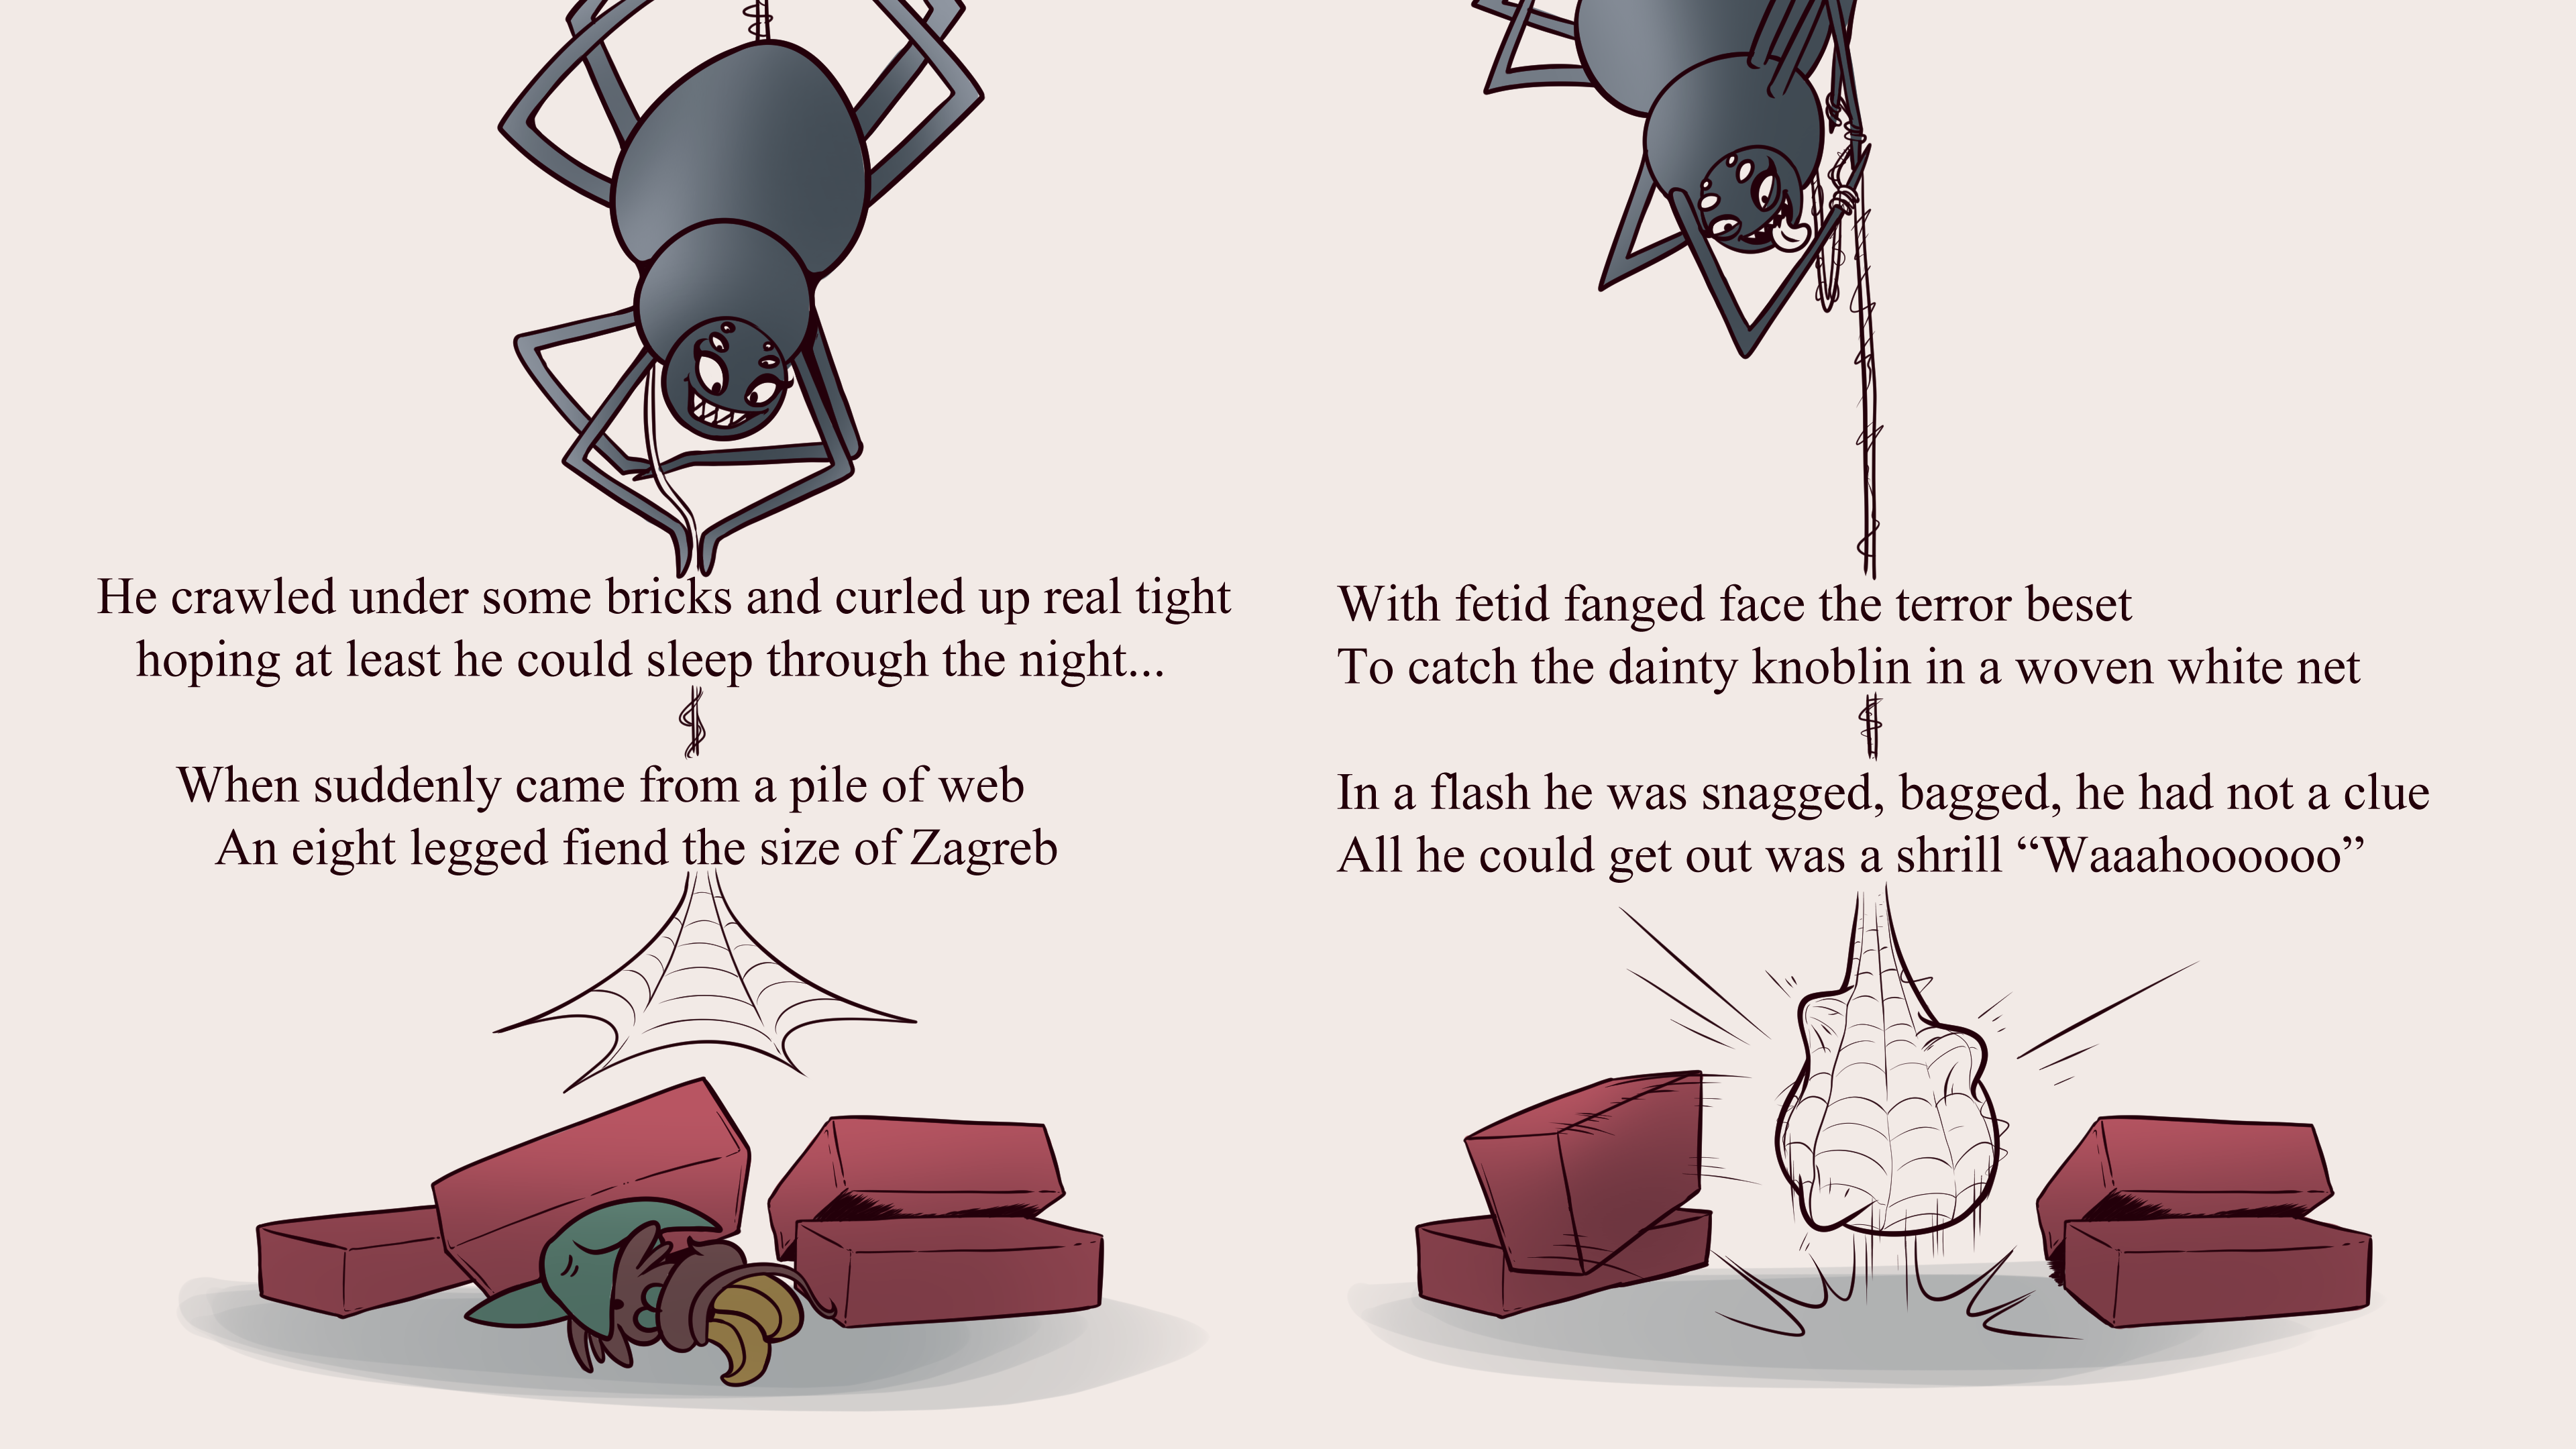 He crawled under some bricks and curled up real tight
hoping at least he could sleep through the night...
When suddenly came from a pile of web
An eight legged fiend the size of Zagreb
With fetid fanged face the terror beset
To catch the dainty knoblin in a woven white net
In a flash he was snagged, bagged, he had not a clue
All he could get out was a shrill “Waaahoooooo”